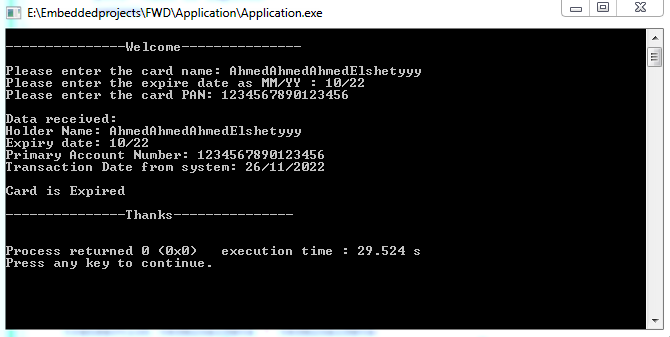 E:\Embeddedprojects\FWD\Application\Application.exe
---------------Welcome---------------
Please enter the card name: AhmedAhmedAhmedElshetyyy
Please enter the expire date as MM/YY : 10/22
Please enter the card PAN: 1234567890123456
Data received:
Holder Name: AhmedAhmedAhmedElshetyyy
Expiry date: 10/22
Primary Account Number: 1234567890123456
Transaction Date from system: 26/11/2022
Card is Expired
---------------Thanks---------------
Process returned 0 (0x0)   execution time : 29.524 s
Press any key to continue.